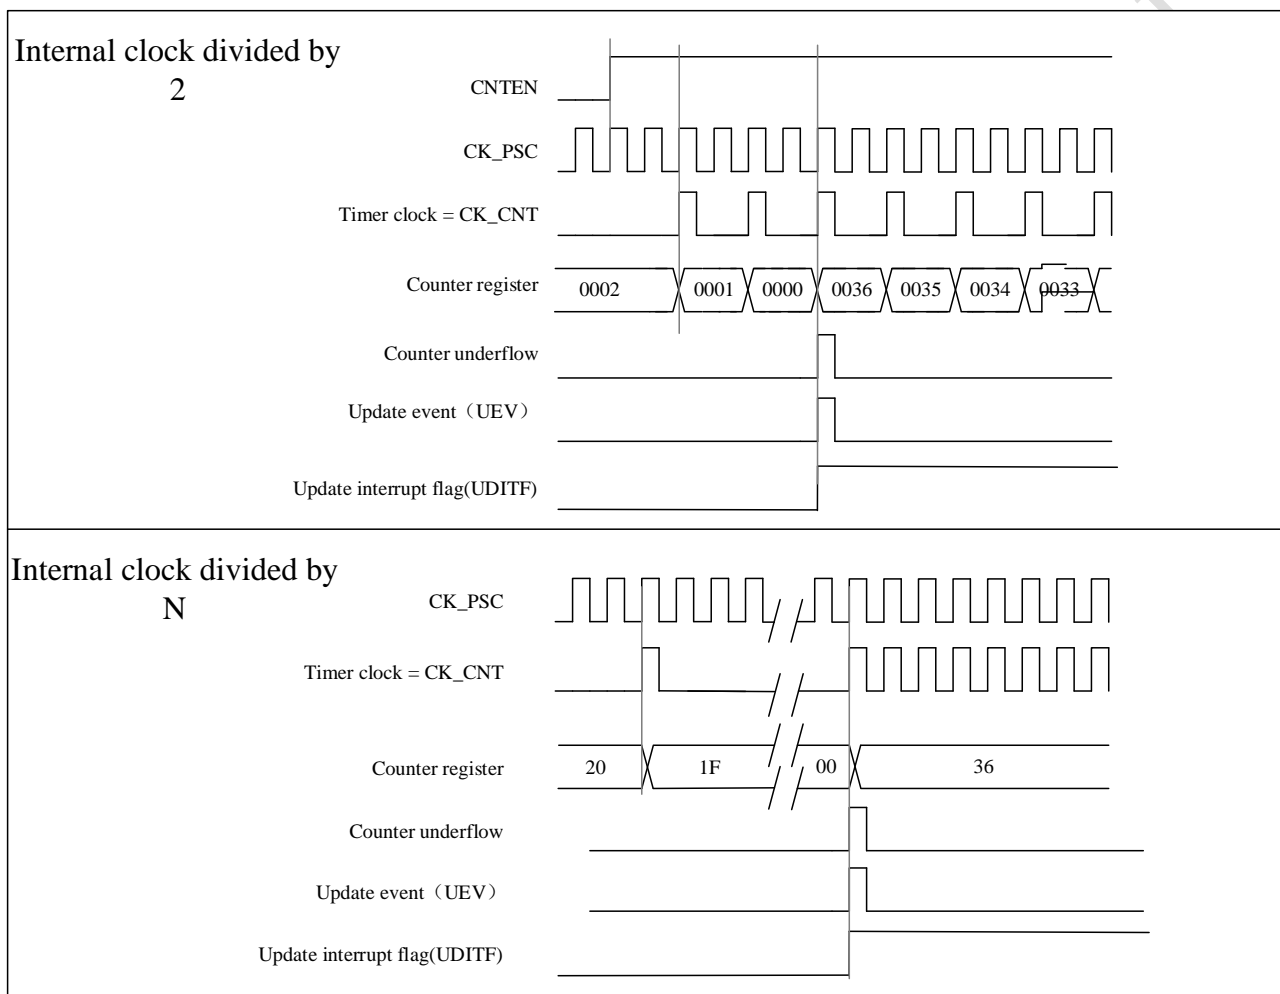 Internal clock divided by
2
CNTEN
CK_PSC
Timer clock = CK_CNT
Counter register 0002 0001 0000 0036 0035 0034 0033
Counter underflow
Update event（UEV）
Update interrupt flag(UDITF)
Internal clock divided by
N
CK_PSC
Timer clock = CK_CNT
Counter register 20 1F 00 36
Counter underflow
Update event（UEV）
Update interrupt flag(UDITF)